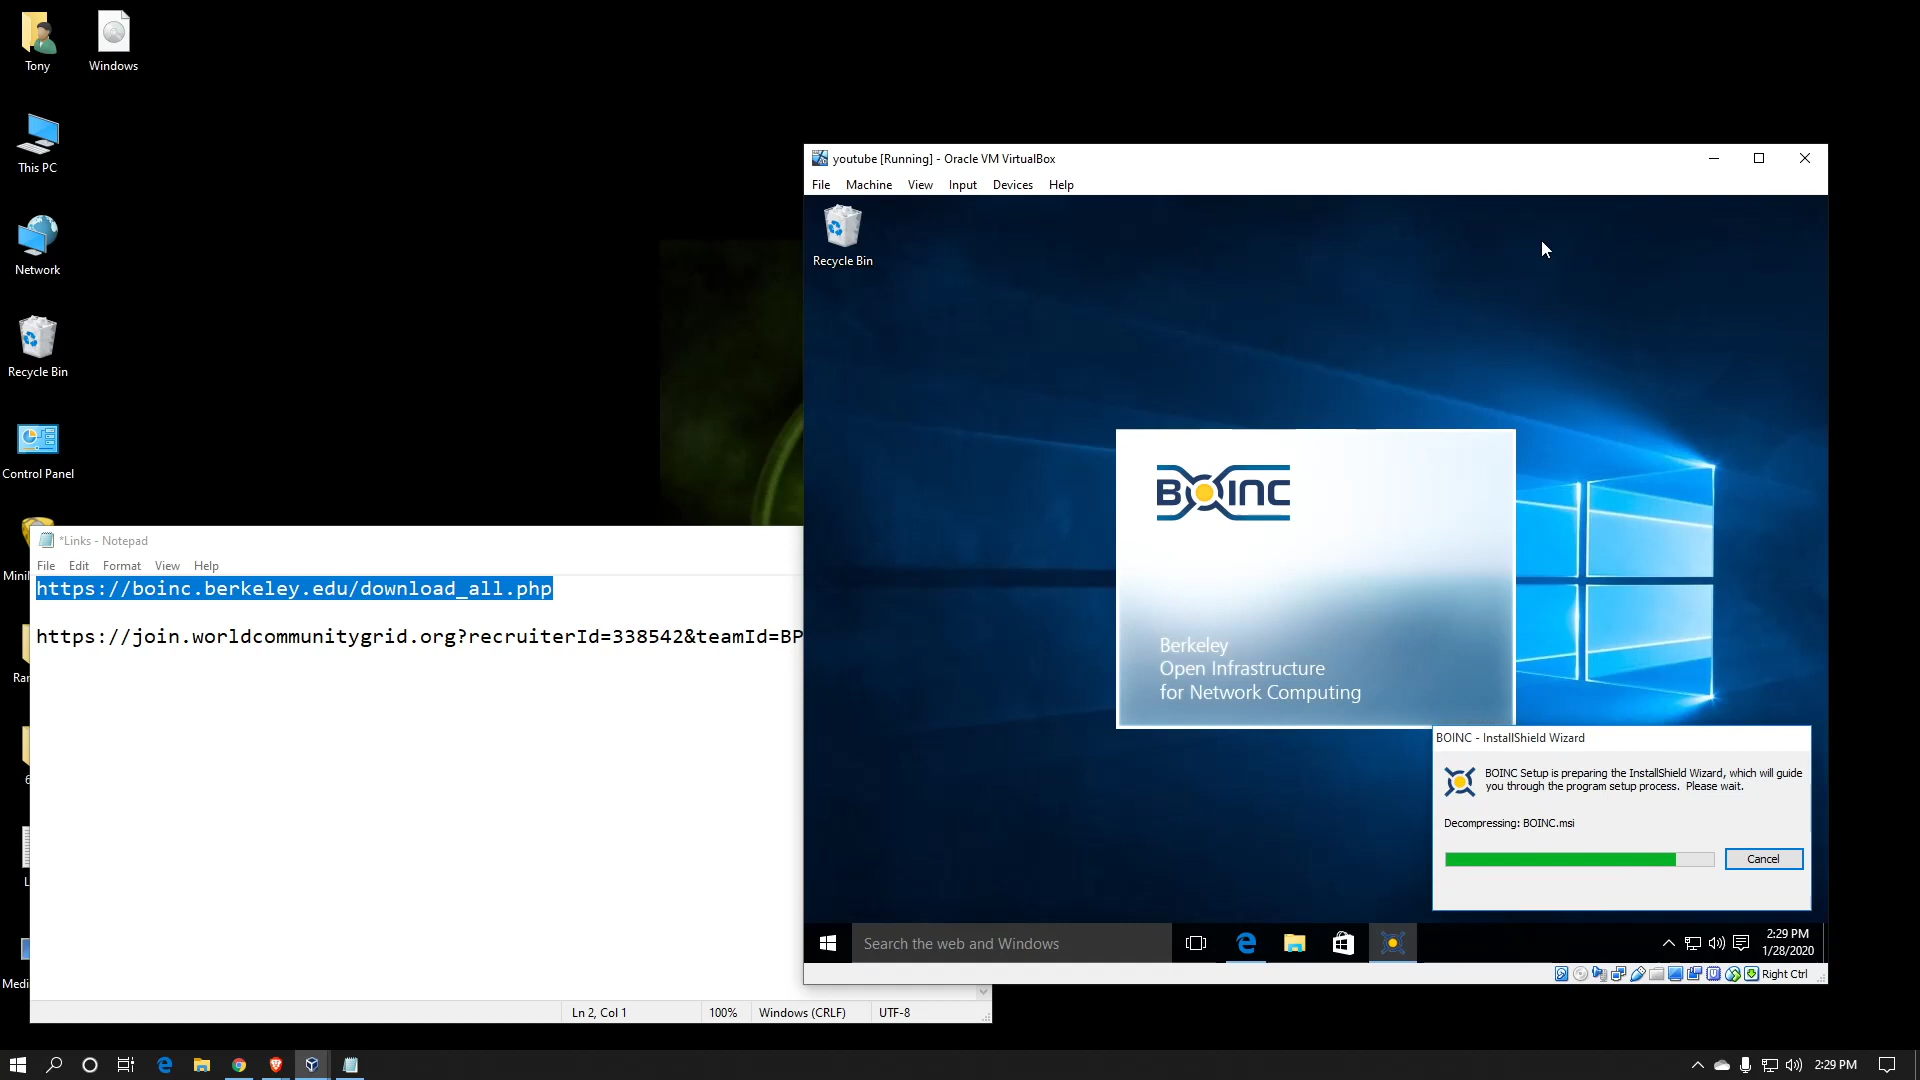 Tony
Windows
This PC
Network
Recycle Bin
Control Panel
Mini
Ran
6
L
Medi
*Links - Notepad
File Edit Format View Help
https://boinc.berkeley.edu/download_all.php
https://join.worldcommunitygrid.org?recruiterId=338542&teamId=BP
Ln 2, Col 1
100%
Windows (CRLF)
UTF-8
youtube [Running] - Oracle VM VirtualBox
File Machine View Input Devices Help
Recycle Bin
BOINC
Berkeley
Open Infrastructure
for Network Computing
BOINC - InstallShield Wizard
BOINC Setup is preparing the InstallShield Wizard, which will guide
you through the program setup process. Please wait.
Decompressing: BOINC.msi
Cancel
Search the web and Windows
2:29 PM
1/28/2020
Right Ctrl
2:29 PM